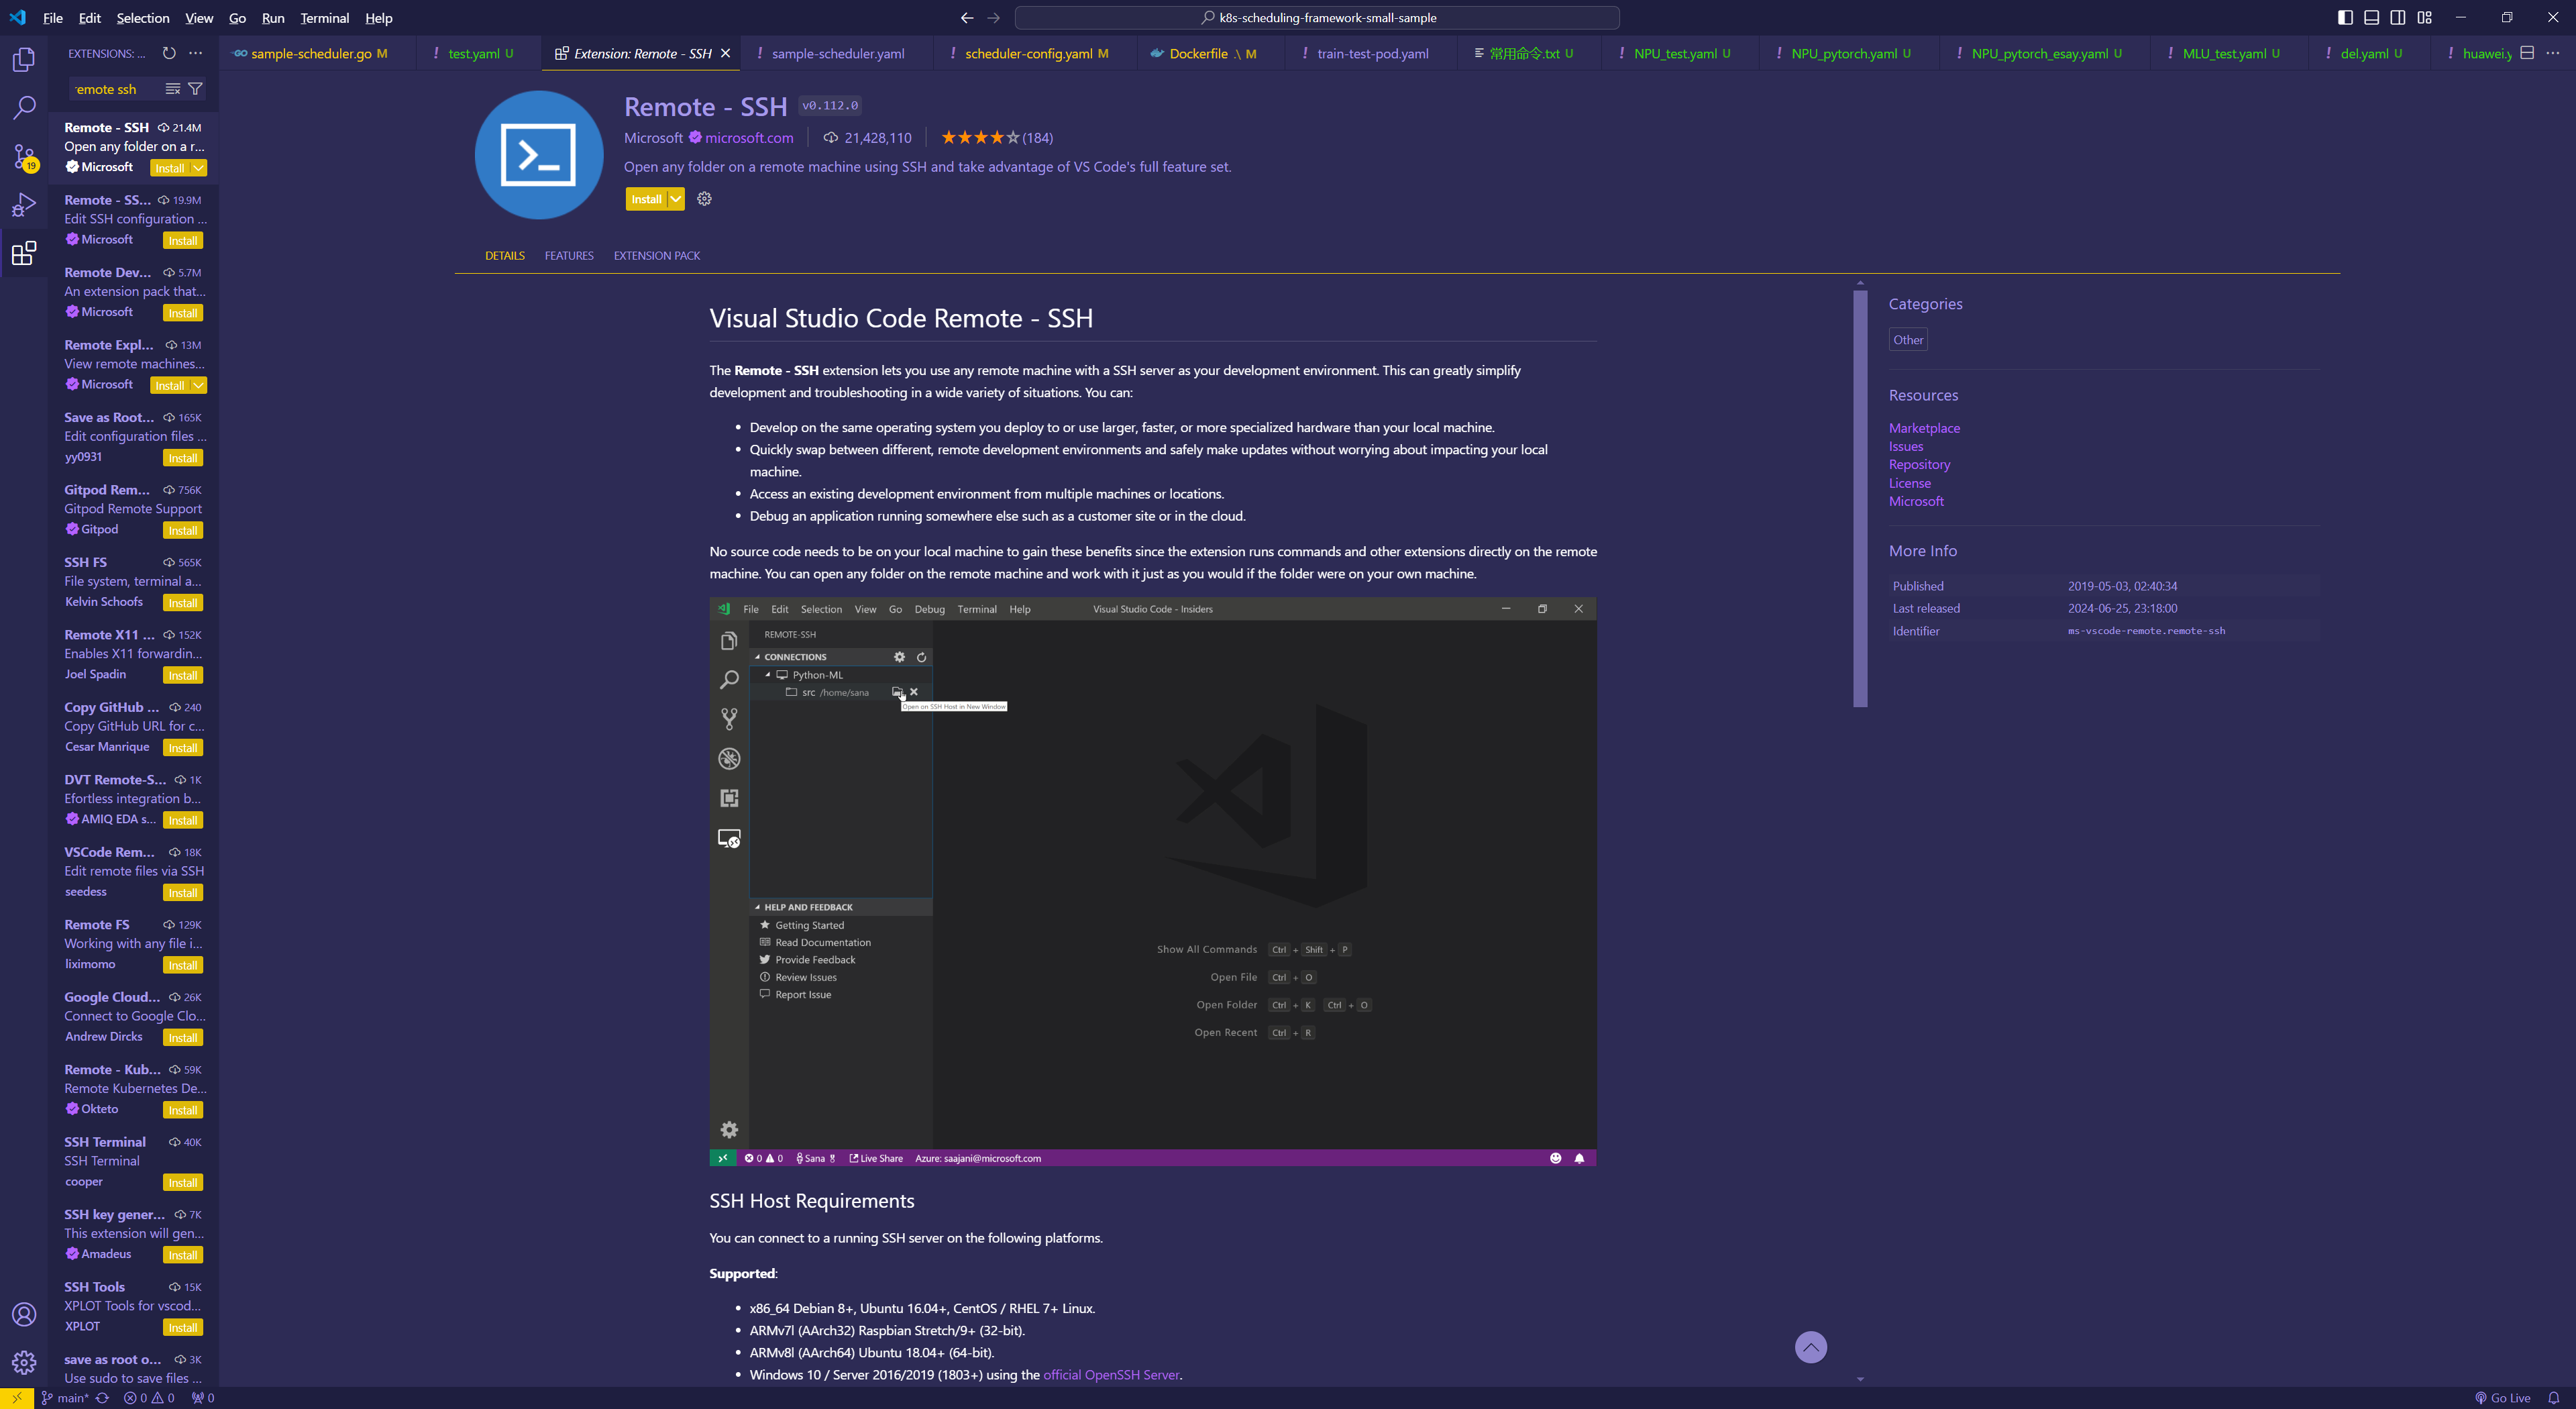 File Edit Selection View Go Run Terminal Help
k8s-scheduling-framework-small-sample
EXTENSIONS: ...
sample-scheduler.go M
test.yaml U
Extension: Remote - SSH
sample-scheduler.yaml
scheduler-config.yaml M
Dockerfile .\ M
train-test-pod.yaml
常用命令.txt U
NPU_test.yaml U
NPU_pytorch.yaml U
NPU_pytorch_esay.yaml U
MLU_test.yaml U
del.yaml U
huawei.y
emote ssh
19
Remote - SSH 21.4M
Open any folder on a r...
Microsoft Install
Remote - SS... 19.9M
Edit SSH configuration ...
Microsoft Install
Remote Dev... 5.7M
An extension pack that...
Microsoft Install
Remote Expl... 13M
View remote machines...
Microsoft Install
Save as Root... 165K
Edit configuration files ...
yy0931 Install
Gitpod Rem... 756K
Gitpod Remote Support
Gitpod Install
SSH FS 565K
File system, terminal a...
Kelvin Schoofs Install
Remote X11 ... 152K
Enables X11 forwardin...
Joel Spadin Install
Copy GitHub ... 240
Copy GitHub URL for c...
Cesar Manrique Install
DVT Remote-S... 1K
Efortless integration b...
AMIQ EDA s... Install
VSCode Rem... 18K
Edit remote files via SSH
seedess Install
Remote FS 129K
Working with any file i...
liximomo Install
Google Cloud... 26K
Connect to Google Clo...
Andrew Dircks Install
Remote - Kub... 59K
Remote Kubernetes De...
Okteto Install
SSH Terminal 40K
SSH Terminal
cooper Install
SSH key gener... 7K
This extension will gen...
Amadeus Install
SSH Tools 15K
XPLOT Tools for vscod...
XPLOT Install
save as root o... 3K
Use sudo to save files ...
Remote - SSH v0.112.0
Microsoft microsoft.com 21,428,110 (184)
Open any folder on a remote machine using SSH and take advantage of VS Code's full feature set.
Install
DETAILS FEATURES EXTENSION PACK
Visual Studio Code Remote - SSH
The Remote - SSH extension lets you use any remote machine with a SSH server as your development environment. This can greatly simplify
development and troubleshooting in a wide variety of situations. You can:
• Develop on the same operating system you deploy to or use larger, faster, or more specialized hardware than your local machine.
• Quickly swap between different, remote development environments and safely make updates without worrying about impacting your local
machine.
• Access an existing development environment from multiple machines or locations.
• Debug an application running somewhere else such as a customer site or in the cloud.
No source code needs to be on your local machine to gain these benefits since the extension runs commands and other extensions directly on the remote
machine. You can open any folder on the remote machine and work with it just as you would if the folder were on your own machine.
File Edit Selection View Go Debug Terminal Help
Visual Studio Code - Insiders
REMOTE-SSH
CONNECTIONS
Python-ML
src /home/sana
Open on SSH Host in New Window
HELP AND FEEDBACK
Getting Started
Read Documentation
Provide Feedback
Review Issues
Report Issue
Show All Commands Ctrl + Shift + P
Open File Ctrl + O
Open Folder Ctrl + K Ctrl + O
Open Recent Ctrl + R
0 0 Sana Live Share Azure: saajani@microsoft.com
SSH Host Requirements
You can connect to a running SSH server on the following platforms.
Supported:
• x86_64 Debian 8+, Ubuntu 16.04+, CentOS / RHEL 7+ Linux.
• ARMv7l (AArch32) Raspbian Stretch/9+ (32-bit).
• ARMv8l (AArch64) Ubuntu 18.04+ (64-bit).
• Windows 10 / Server 2016/2019 (1803+) using the official OpenSSH Server.
Categories
Other
Resources
Marketplace
Issues
Repository
License
Microsoft
More Info
Published 2019-05-03, 02:40:34
Last released 2024-06-25, 23:18:00
Identifier ms-vscode-remote.remote-ssh
main* 0 0 0
Go Live